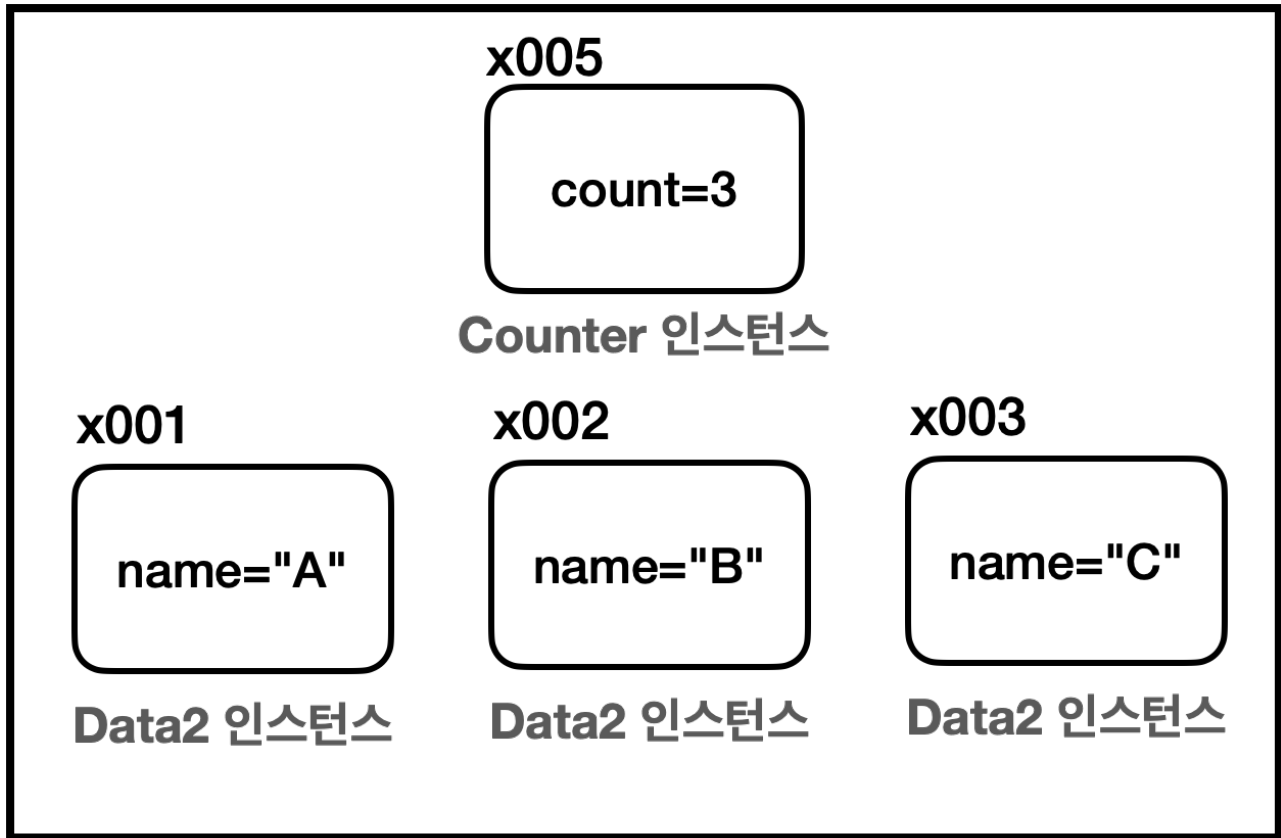 x005
count=3
Counter 인스턴스
x001
x002
x003
name="A"
name="B"
name="C"
Data2 인스턴스
Data2 인스턴스
Data2 인스턴스